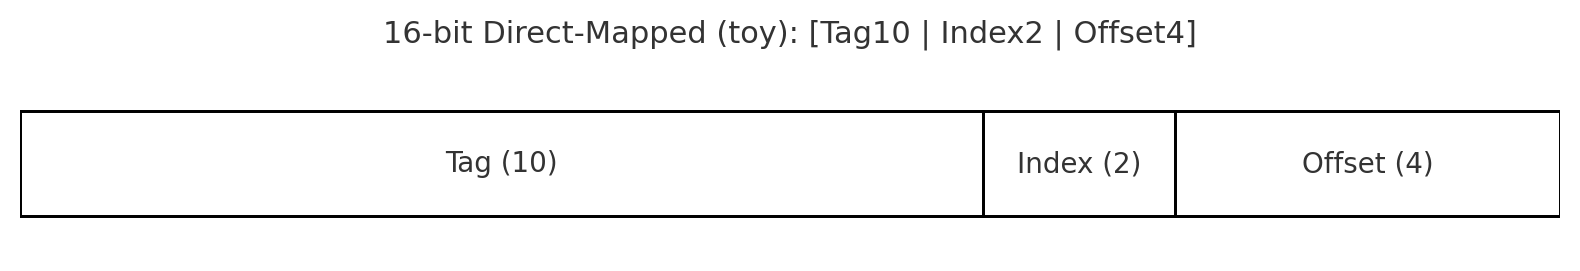 16-bit Direct-Mapped (toy): [Tag10 | Index2 | Offset4]
Tag (10)
Index (2)
Offset (4)